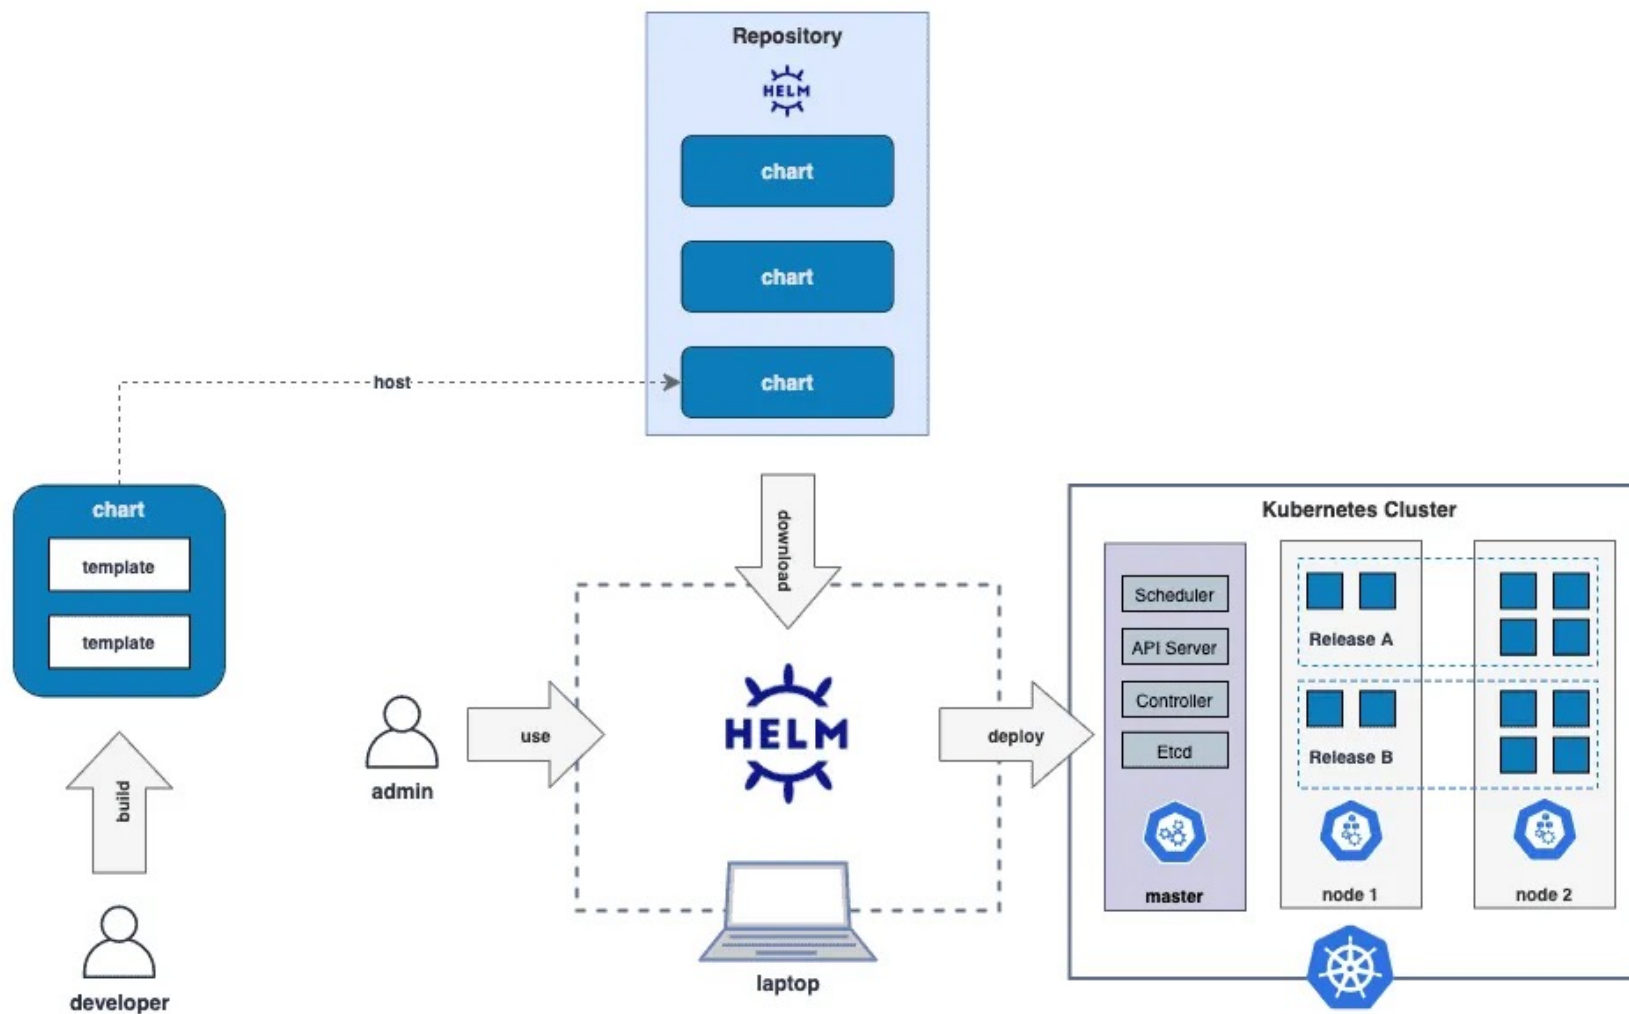 Repository
HELM
chart
chart
chart
host
chart
template
template
build
developer
admin
use
download
HELM
laptop
deploy
Kubernetes Cluster
Scheduler
API Server
Controller
Etcd
master
Release A
Release B
node 1
node 2